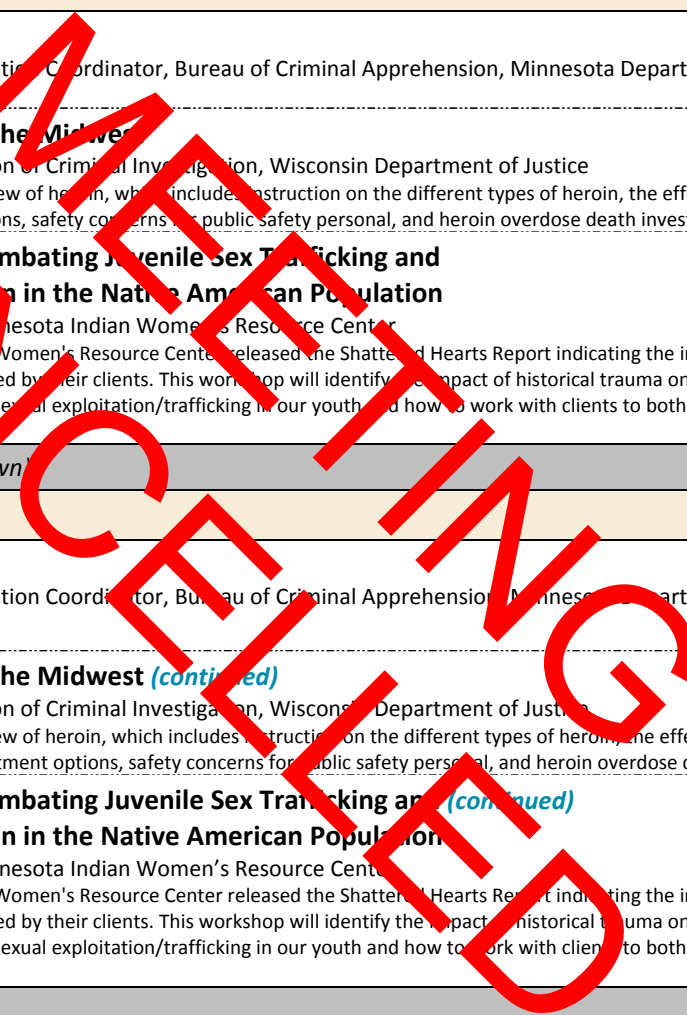 Coordinator, Bureau of Criminal Apprehension, Minnesota Depart
he Midwest
on of Criminal Investigation, Wisconsin Department of Justice
ew of heroin, which includes instruction on the different types of heroin, the effe
ons, safety concerns for public safety personal, and heroin overdose death invest
mbating Juvenile Sex Trafficking and
n in the Native American Population
nesota Indian Women's Resource Center
Women's Resource Center released the Shattered Hearts Report indicating the in
ed by their clients. This workshop will identify the impact of historical trauma on
exual exploitation/trafficking in our youth and how to work with clients to both
wn)
tion Coordinator, Bureau of Criminal Apprehension, Minnesota Depart
he Midwest (continued)
on of Criminal Investigation, Wisconsin Department of Justice
ew of heroin, which includes instruction on the different types of heroin, the effe
tment options, safety concerns for public safety personal, and heroin overdose d
mbating Juvenile Sex Trafficking and (continued)
n in the Native American Population
nesota Indian Women's Resource Center
Women's Resource Center released the Shattered Hearts Report indicating the in
ed by their clients. This workshop will identify the impact of historical trauma on
exual exploitation/trafficking in our youth and how to work with clients to both
MEETING
NCELLED